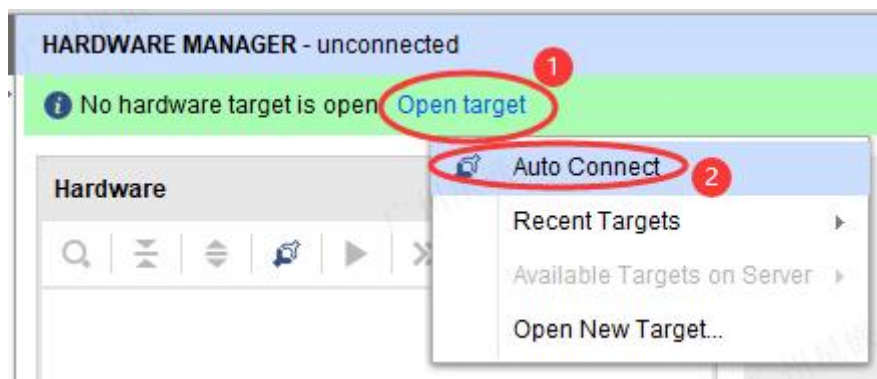 HARDWARE MANAGER - unconnected
1
No hardware target is open Open target
Auto Connect
2
Hardware
Recent Targets
Available Targets on Server
Open New Target...